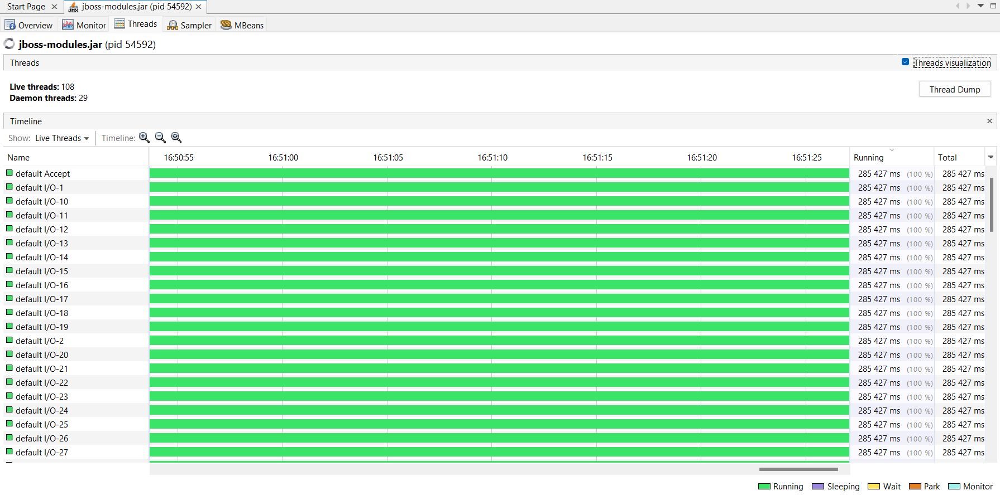 Start Page
jboss-modules.jar (pid 54592)
Overview Monitor Threads Sampler MBeans
jboss-modules.jar (pid 54592)
Threads Threads visualization
Live threads: 108
Daemon threads: 29
Thread Dump
Timeline
Show: Live Threads Timeline:
Name 16:50:55 16:51:00 16:51:05 16:51:10 16:51:15 16:51:20 16:51:25 Running Total
default Accept 285 427 ms (100 %) 285 427 ms
default I/O-1 285 427 ms (100 %) 285 427 ms
default I/O-10 285 427 ms (100 %) 285 427 ms
default I/O-11 285 427 ms (100 %) 285 427 ms
default I/O-12 285 427 ms (100 %) 285 427 ms
default I/O-13 285 427 ms (100 %) 285 427 ms
default I/O-14 285 427 ms (100 %) 285 427 ms
default I/O-15 285 427 ms (100 %) 285 427 ms
default I/O-16 285 427 ms (100 %) 285 427 ms
default I/O-17 285 427 ms (100 %) 285 427 ms
default I/O-18 285 427 ms (100 %) 285 427 ms
default I/O-19 285 427 ms (100 %) 285 427 ms
default I/O-2 285 427 ms (100 %) 285 427 ms
default I/O-20 285 427 ms (100 %) 285 427 ms
default I/O-21 285 427 ms (100 %) 285 427 ms
default I/O-22 285 427 ms (100 %) 285 427 ms
default I/O-23 285 427 ms (100 %) 285 427 ms
default I/O-24 285 427 ms (100 %) 285 427 ms
default I/O-25 285 427 ms (100 %) 285 427 ms
default I/O-26 285 427 ms (100 %) 285 427 ms
default I/O-27 285 427 ms (100 %) 285 427 ms
Running Sleeping Wait Park Monitor